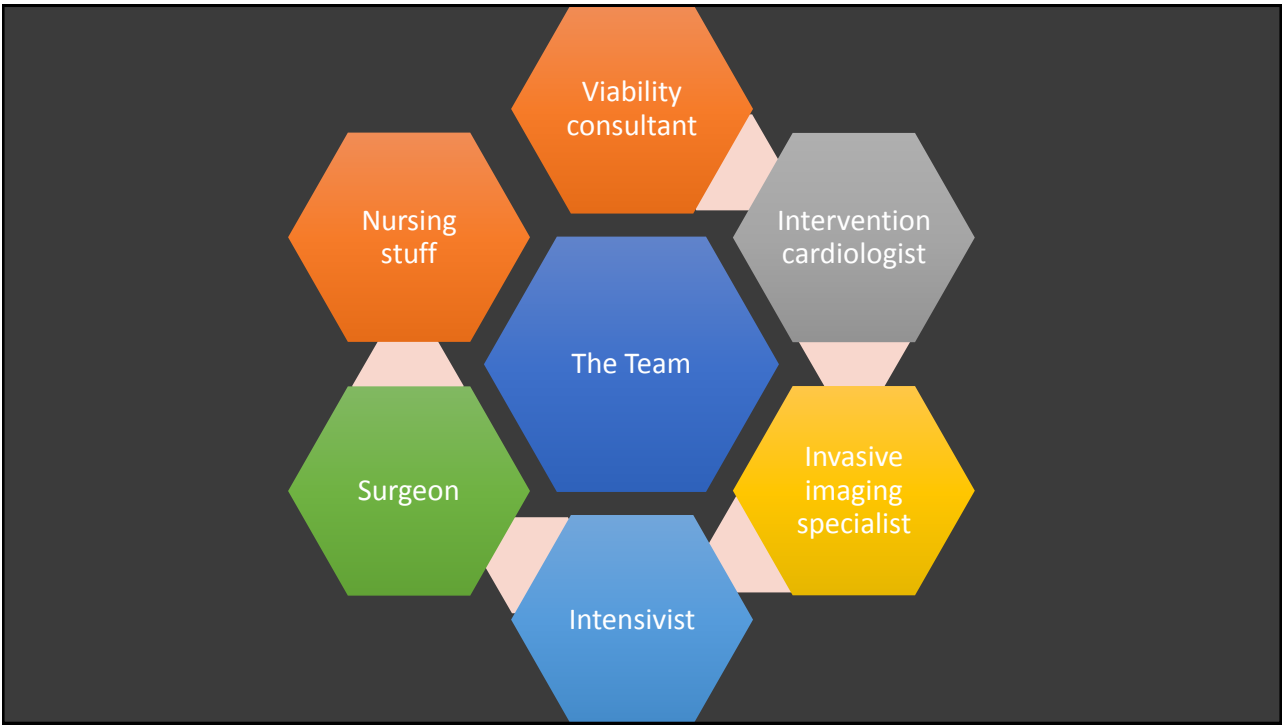 Viability
consultant
Nursing
stuff
Intervention
cardiologist
The Team
Surgeon
Invasive
imaging
specialist
Intensivist